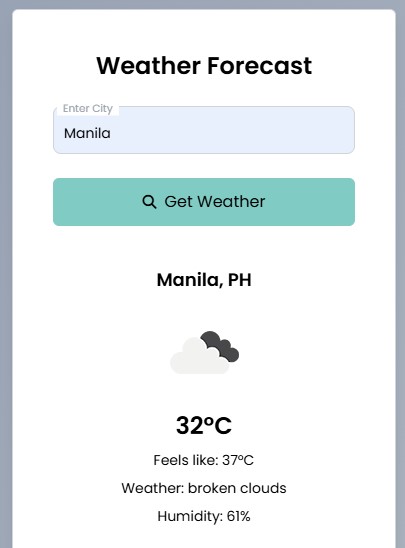 Weather Forecast
Enter City
Manila
Get Weather
Manila, PH
32°C
Feels like: 37°C
Weather: broken clouds
Humidity: 61%